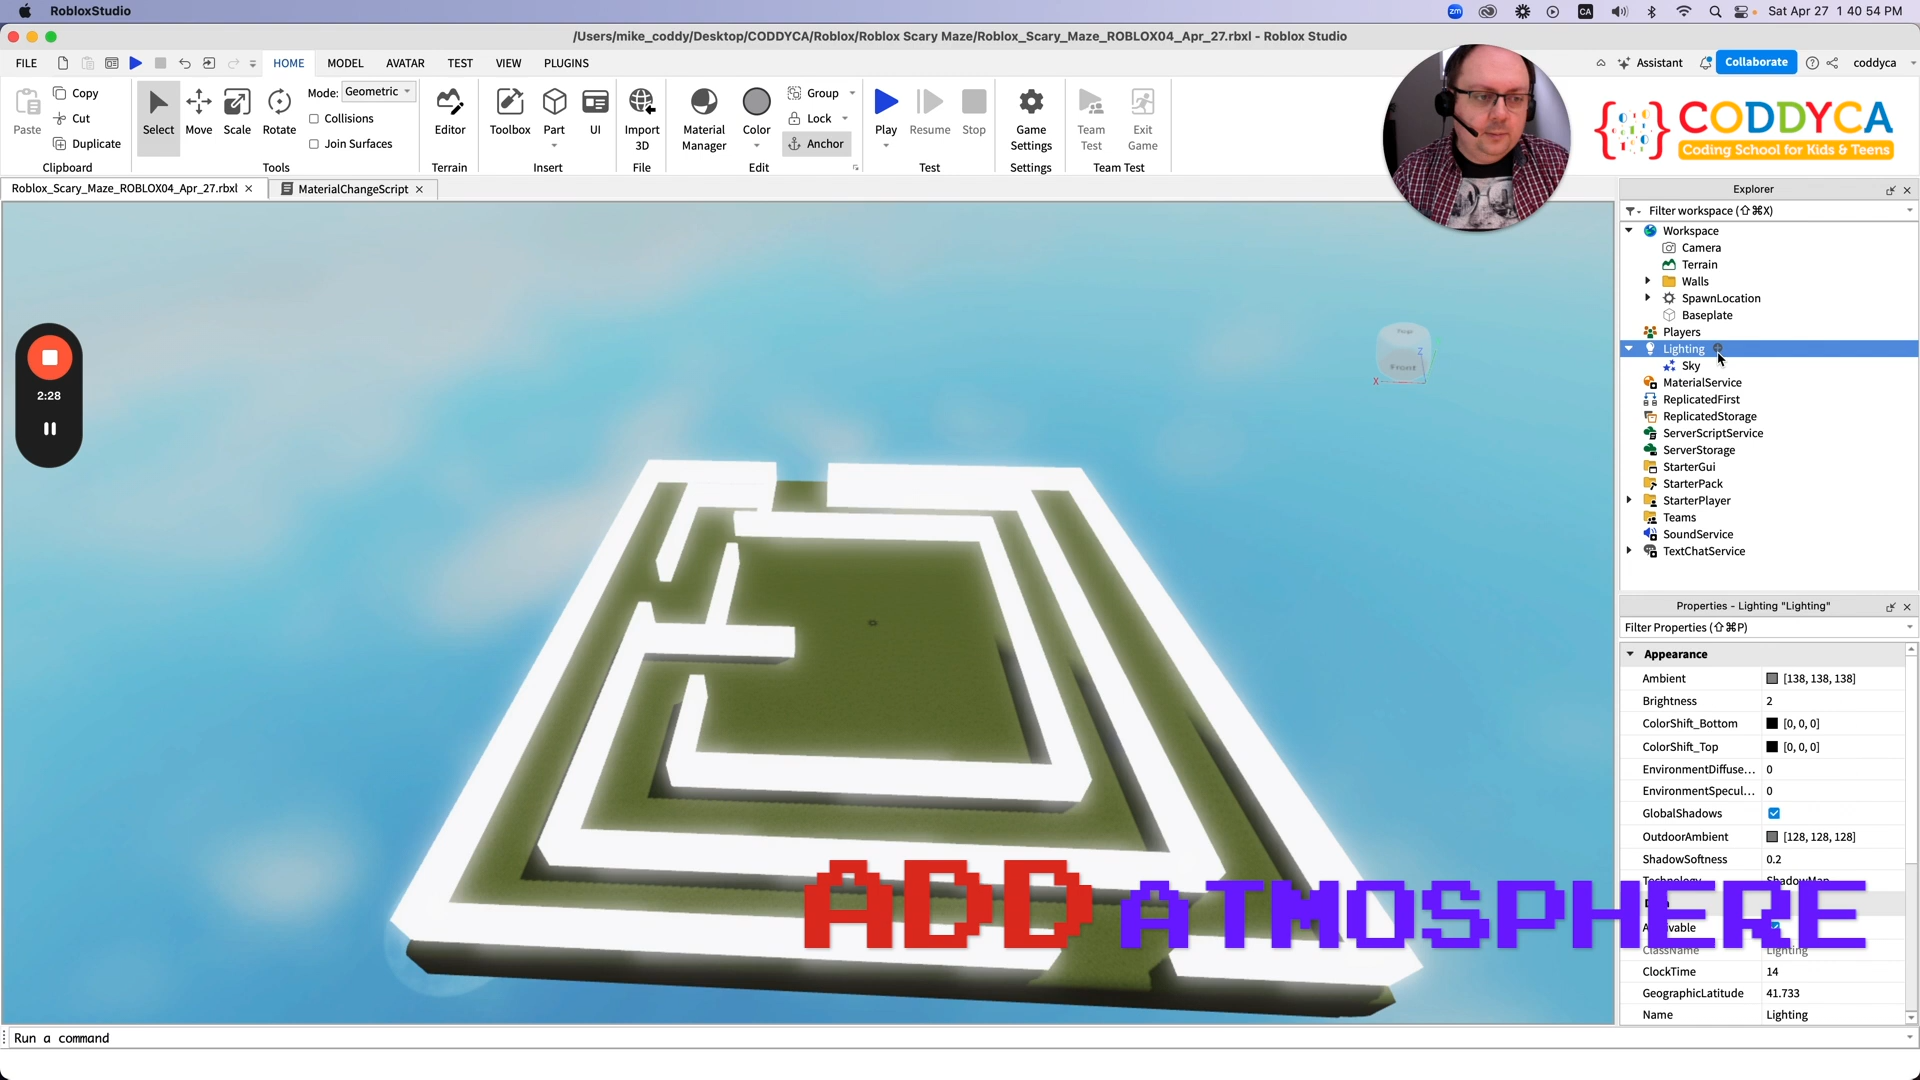 RobloxStudio
zm
CA
Sat Apr 27 1 40 54 PM
/Users/mike_coddy/Desktop/CODDYCA/Roblox/Roblox Scary Maze/Roblox_Scary_Maze_ROBLOX04_Apr_27.rbxl - Roblox Studio
FILE HOME MODEL AVATAR TEST VIEW PLUGINS
Assistant Collaborate coddyca
Paste
Copy
Cut
Duplicate
Clipboard
Select Move Scale Rotate
Mode: Geometric
Collisions
Join Surfaces
Tools
Editor
Terrain
Toolbox Part UI
Insert
Import 3D
File
Material Manager
Color
Group
Lock
Anchor
Edit
Play Resume Stop
Test
Game Settings
Settings
Team Test
Exit Game
Team Test
CODDYCA
Coding School for Kids & Teens
Roblox_Scary_Maze_ROBLOX04_Apr_27.rbxl
MaterialChangeScript
2:28
Z
X
ADD ATMOSPHERE
Run a command
Explorer
Filter workspace (⇧⌘X)
Workspace
Camera
Terrain
Walls
SpawnLocation
Baseplate
Players
Lighting
Sky
MaterialService
ReplicatedFirst
ReplicatedStorage
ServerScriptService
ServerStorage
StarterGui
StarterPack
StarterPlayer
Teams
SoundService
TextChatService
Properties - Lighting "Lighting"
Filter Properties (⇧⌘P)
Appearance
Ambient [138, 138, 138]
Brightness 2
ColorShift_Bottom [0, 0, 0]
ColorShift_Top [0, 0, 0]
EnvironmentDiffuse... 0
EnvironmentSpecul... 0
GlobalShadows
OutdoorAmbient [128, 128, 128]
ShadowSoftness 0.2
Technology ShadowMap
ClassName Lighting
ClockTime 14
GeographicLatitude 41.733
Name Lighting